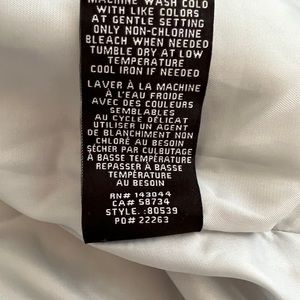 MACHINE WASH COLD
WITH LIKE COLORS
AT GENTLE SETTING
ONLY NON-CHLORINE
BLEACH WHEN NEEDED
TUMBLE DRY AT LOW
TEMPERATURE
COOL IRON IF NEEDED
LAVER À LA MACHINE
À L'EAU FROIDE
AVEC DES COULEURS
SEMBLABLES
AU CYCLE DÉLICAT
UTILISER UN AGENT
DE BLANCHIMENT NON
CHLORÉ AU BESOIN
SÉCHER PAR CULBUTAGE
À BASSE TEMPÉRATURE
REPASSER À BASSE
TEMPÉRATURE
AU BESOIN
RN# 143044
CA# 58734
STYLE.:80539
PO# 22263